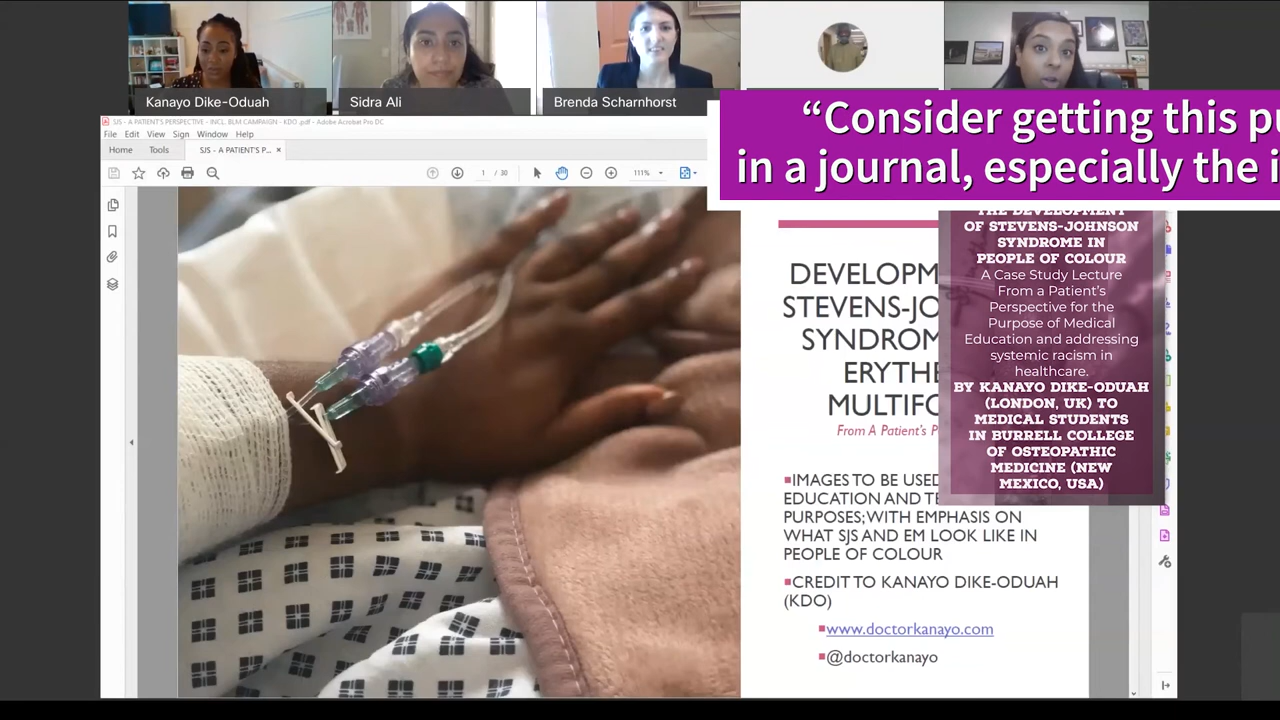 Kanayo Dike-Oduah
Sidra Ali
Brenda Scharnhorst
“Consider getting this pu
in a journal, especially the i
SJS - A PATIENT'S PERSPECTIVE - INCL. BLM CAMPAIGN - KDO .pdf - Adobe Acrobat Pro DC
File Edit View Sign Window Help
Home Tools SJS - A PATIENT'S P... ×
1 / 30 111%
DEVELOPM
STEVENS-JO
SYNDROM
ERYTHE
MULTIFO
From A Patient's P
IMAGES TO BE USED
EDUCATION AND TE
PURPOSES; WITH EMPHASIS ON
WHAT SJS AND EM LOOK LIKE IN
PEOPLE OF COLOUR
CREDIT TO KANAYO DIKE-ODUAH
(KDO)
www.doctorkanayo.com
@doctorkanayo
THE DEVELOPMENT
OF STEVENS-JOHNSON
SYNDROME IN
PEOPLE OF COLOUR
A Case Study Lecture
From a Patient's
Perspective for the
Purpose of Medical
Education and addressing
systemic racism in
healthcare.
BY KANAYO DIKE-ODUAH
(LONDON, UK) TO
MEDICAL STUDENTS
IN BURRELL COLLEGE
OF OSTEOPATHIC
MEDICINE (NEW
MEXICO, USA)